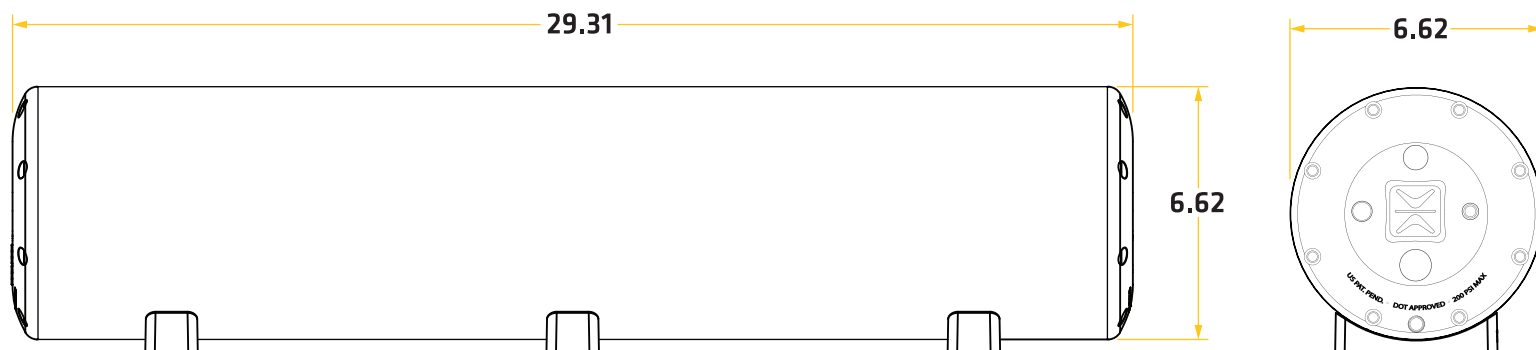 29.31
6.62
6.62
US PAT. PEND. · DOT APPROVED · 200 PSI MAX